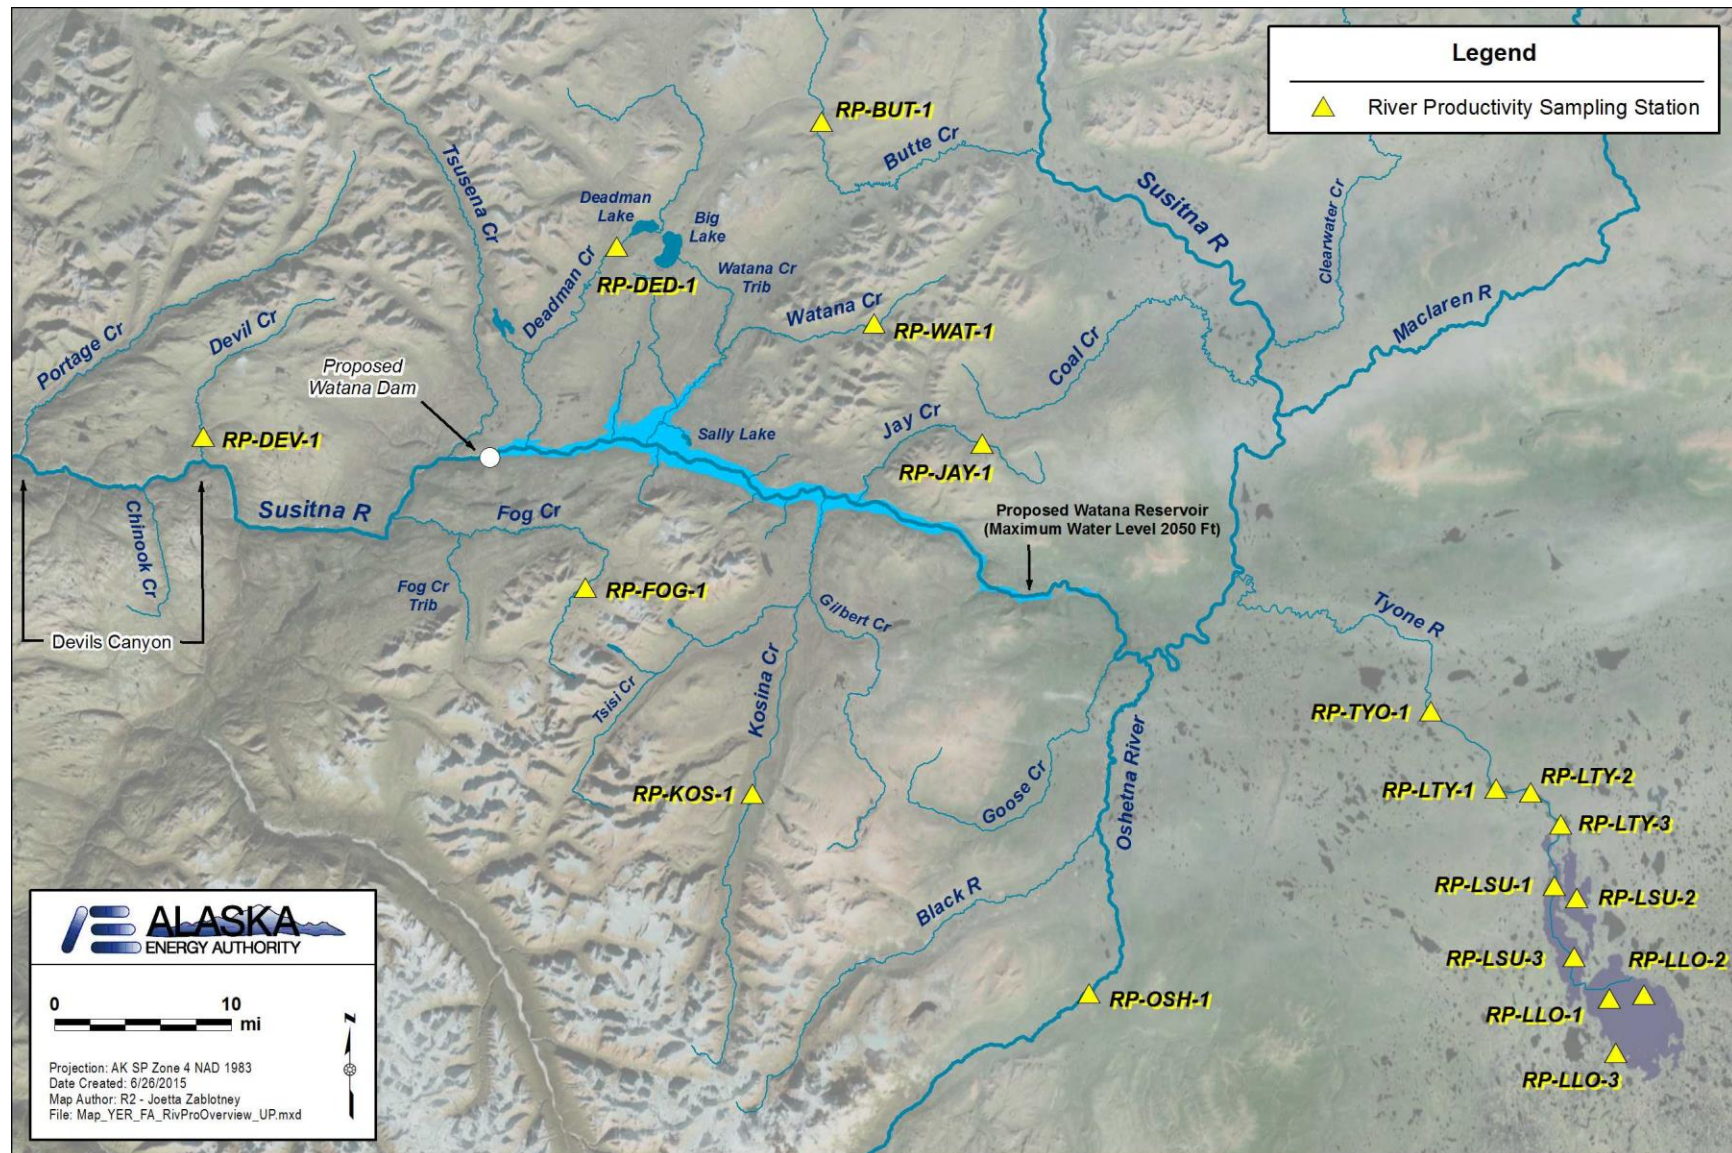 Legend
River Productivity Sampling Station
RP-BUT-1
Butte Cr
Tsusena Cr
Deadman
Lake
Big
Lake
Susitna R
Clearwater Cr
Portage Cr
Devil Cr
Deadman Cr
RP-DED-1
Watana Cr
Trib
Watana Cr
RP-WAT-1
Maclaren R
Coal Cr
Proposed
Watana Dam
RP-DEV-1
Sally Lake
Jay Cr
RP-JAY-1
Chinook Cr
Susitna R
Fog Cr
Proposed Watana Reservoir
(Maximum Water Level 2050 Ft)
Fog Cr
Trib
RP-FOG-1
Gilbert Cr
Tyone R
Devils Canyon
Tsisi Cr
Kosina Cr
RP-TYO-1
Oshetna River
RP-KOS-1
Goose Cr
RP-LTY-1
RP-LTY-2
RP-LTY-3
Black R
RP-LSU-1
RP-LSU-2
RP-LSU-3
RP-LLO-2
RP-OSH-1
RP-LLO-1
RP-LLO-3
ALASKA
ENERGY AUTHORITY
0 10
mi
N
Projection: AK SP Zone 4 NAD 1983
Date Created: 6/26/2015
Map Author: R2 - Joetta Zablotney
File: Map_YER_FA_RivProOverview_UP.mxd